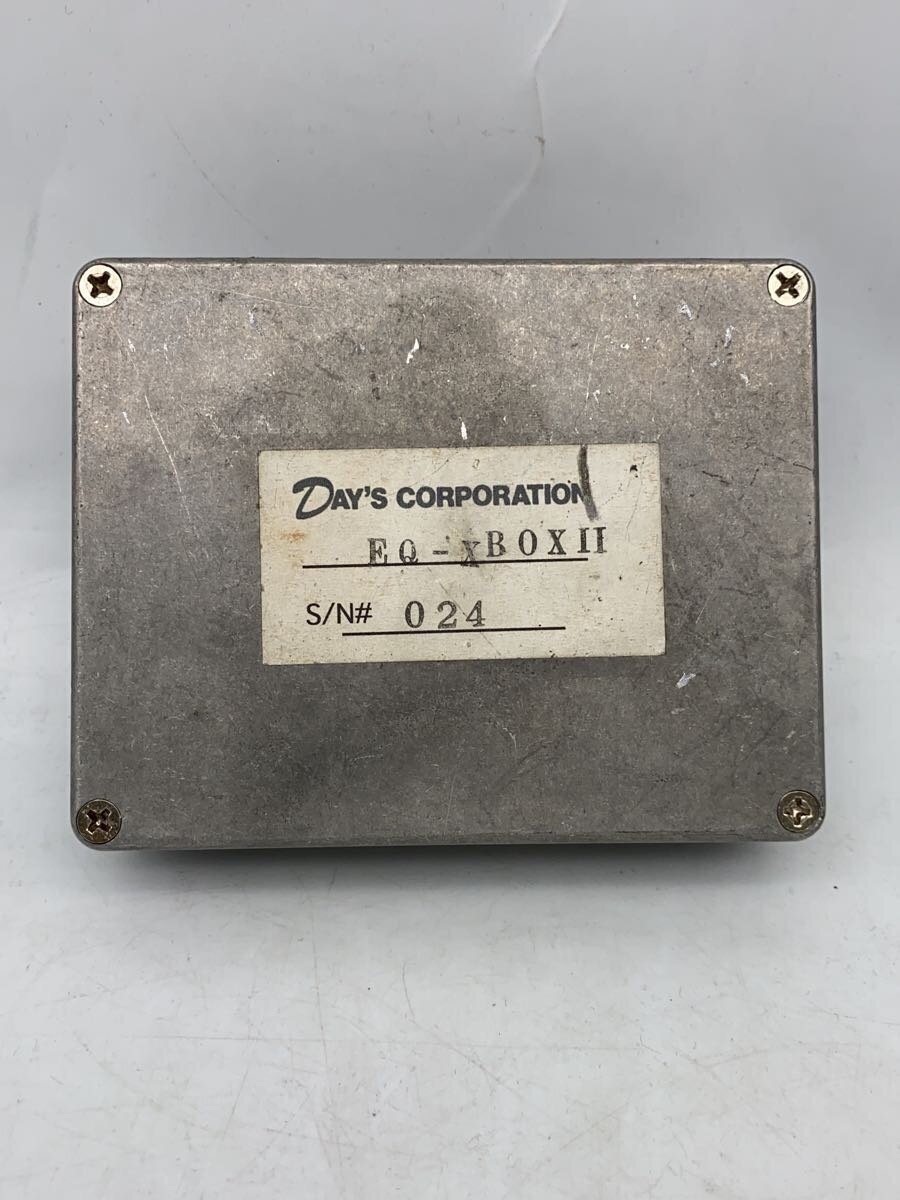 DAY'S CORPORATION
EQ-XBOXII
S/N# 024